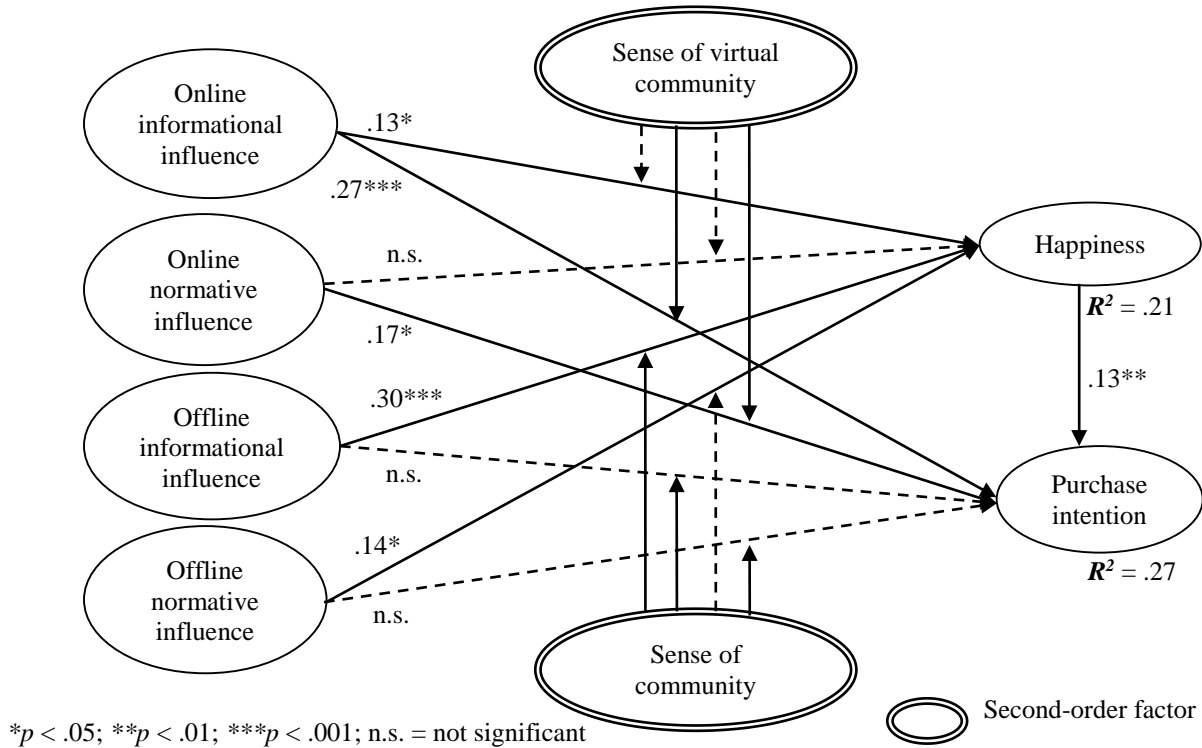 Sense of virtual
community
Online
informational
influence
.13*
.27***
Online
normative
influence
n.s.
.17*
Happiness
R² = .21
.13**
Offline
informational
influence
.30***
n.s.
Purchase
intention
R² = .27
Offline
normative
influence
.14*
n.s.
Sense of
community
Second-order factor
*p < .05; **p < .01; ***p < .001; n.s. = not significant